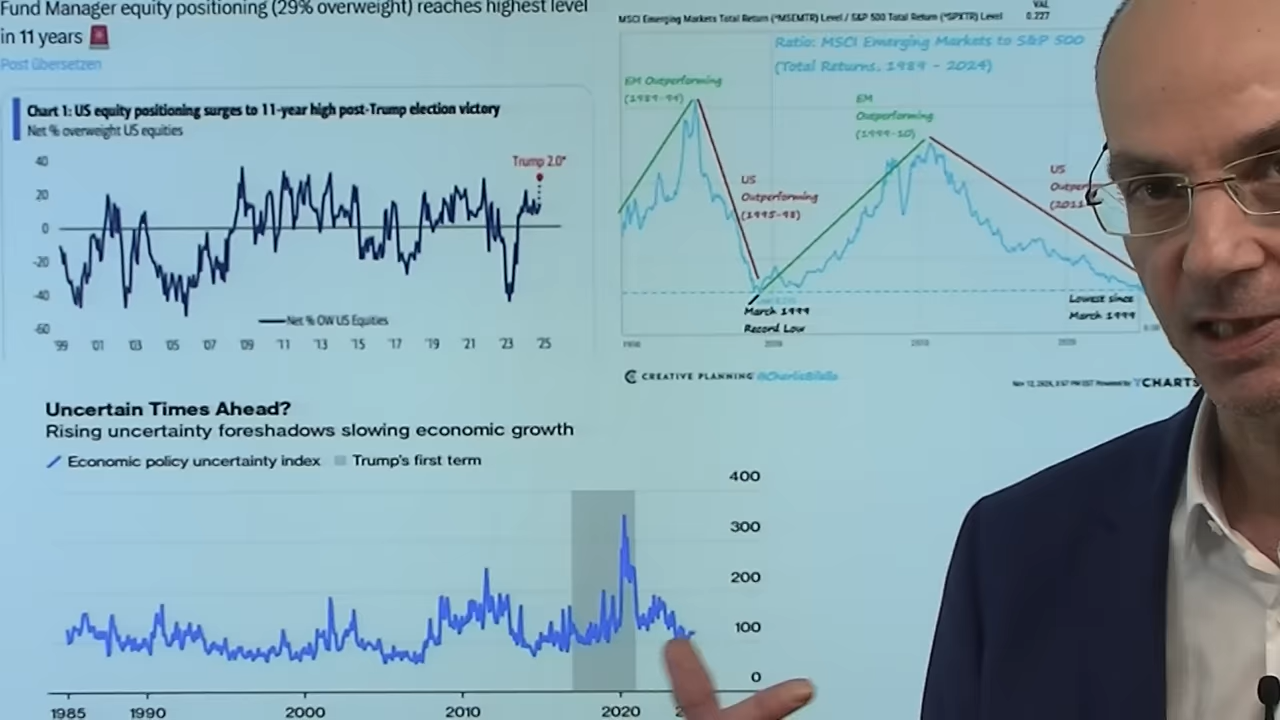 Fund Manager equity positioning (29% overweight) reaches highest level
in 11 years
Post übersetzen
Chart 1: US equity positioning surges to 11-year high post-Trump election victory
Net % overweight US equities
40
20
0
-20
-40
-60
Trump 2.0*
Net % OW US Equities
'99 '01 '03 '05 '07 '09 '11 '13 '15 '17 '19 '21 '23 '25
MSCI Emerging Markets Total Return (^MSEMTR) Level / S&P 500 Total Return (^SPXTR) Level
VAL
0.227
Ratio: MSCI Emerging Markets to S&P 500
(Total Returns, 1989 - 2024)
EM Outperforming
(1989-94)
US
Outperforming
(1995-98)
EM
Outperforming
(1999-10)
US
March 1999
Record Low
Lowest since
March 1999
CREATIVE PLANNING @CharlieBilello
YCHARTS
Uncertain Times Ahead?
Rising uncertainty foreshadows slowing economic growth
Economic policy uncertainty index Trump's first term
400
300
200
100
0
1985 1990 2000 2010 2020